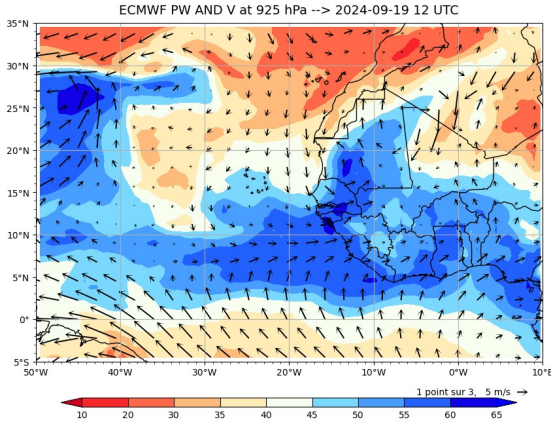 ECMWF PW AND V at 925 hPa --> 2024-09-19 12 UTC
35°N
30°N
25°N
20°N
15°N
10°N
5°N
0°
5°S
50°W 40°W 30°W 20°W 10°W 0°W 10°E
1 point sur 3, 5 m/s
10 20 30 35 40 45 50 55 60 65